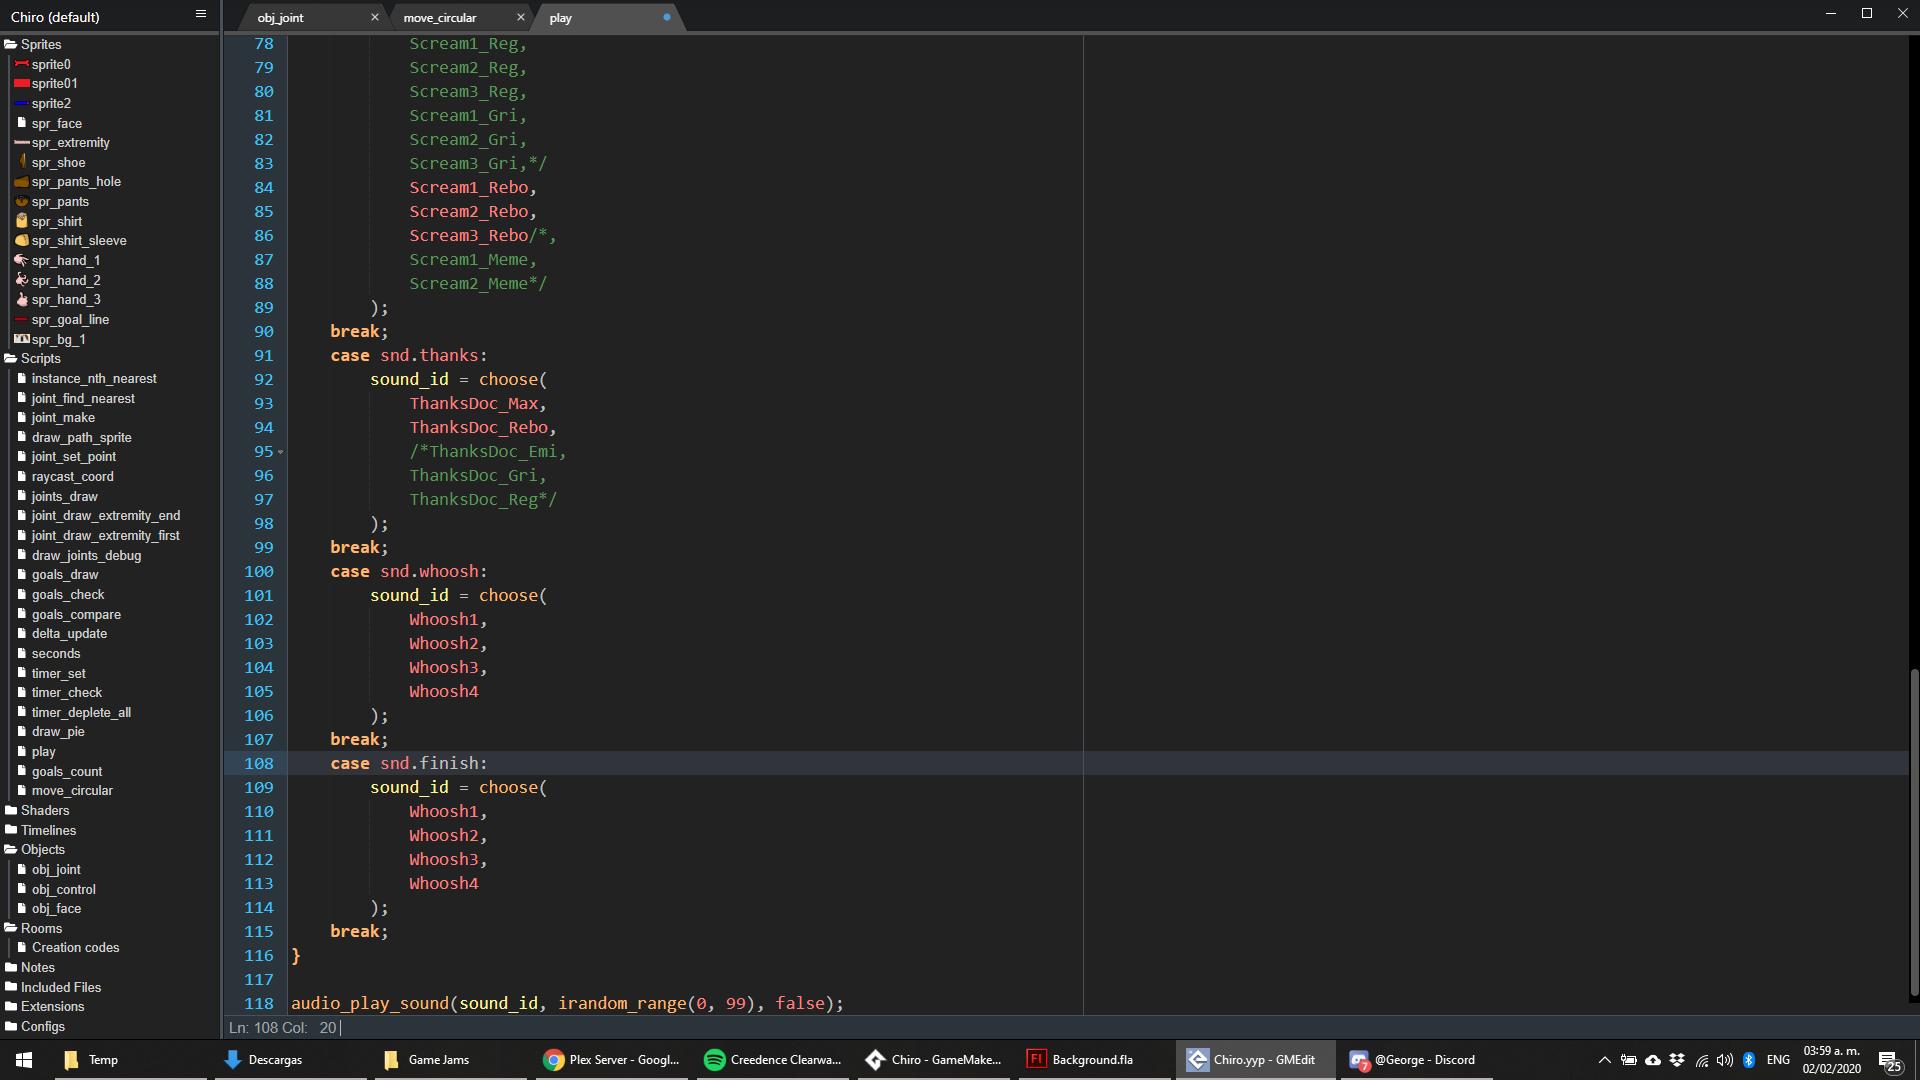 Chiro (default)
obj_joint
move_circular
play
Sprites
sprite0
sprite01
sprite2
spr_face
spr_extremity
spr_shoe
spr_pants_hole
spr_pants
spr_shirt
spr_shirt_sleeve
spr_hand_1
spr_hand_2
spr_hand_3
spr_goal_line
spr_bg_1
Scripts
instance_nth_nearest
joint_find_nearest
joint_make
draw_path_sprite
joint_set_point
raycast_coord
joints_draw
joint_draw_extremity_end
joint_draw_extremity_first
draw_joints_debug
goals_draw
goals_check
goals_compare
delta_update
seconds
timer_set
timer_check
timer_deplete_all
draw_pie
play
goals_count
move_circular
Shaders
Timelines
Objects
obj_joint
obj_control
obj_face
Rooms
Creation codes
Notes
Included Files
Extensions
Configs
78 Scream1_Reg,
79 Scream2_Reg,
80 Scream3_Reg,
81 Scream1_Gri,
82 Scream2_Gri,
83 Scream3_Gri,*/
84 Scream1_Rebo,
85 Scream2_Rebo,
86 Scream3_Rebo/*,
87 Scream1_Meme,
88 Scream2_Meme*/
89 );
90 break;
91 case snd.thanks:
92 sound_id = choose(
93 ThanksDoc_Max,
94 ThanksDoc_Rebo,
95 /*ThanksDoc_Emi,
96 ThanksDoc_Gri,
97 ThanksDoc_Reg*/
98 );
99 break;
100 case snd.whoosh:
101 sound_id = choose(
102 Whoosh1,
103 Whoosh2,
104 Whoosh3,
105 Whoosh4
106 );
107 break;
108 case snd.finish:
109 sound_id = choose(
110 Whoosh1,
111 Whoosh2,
112 Whoosh3,
113 Whoosh4
114 );
115 break;
116 }
117
118 audio_play_sound(sound_id, irandom_range(0, 99), false);
Ln: 108 Col: 20
Temp
Descargas
Game Jams
Plex Server - Googl...
Creedence Clearwa...
Chiro - GameMake...
Fl Background.fla
Chiro.yyp - GMEdit
7 @George - Discord
ENG
03:59 a. m.
02/02/2020
25